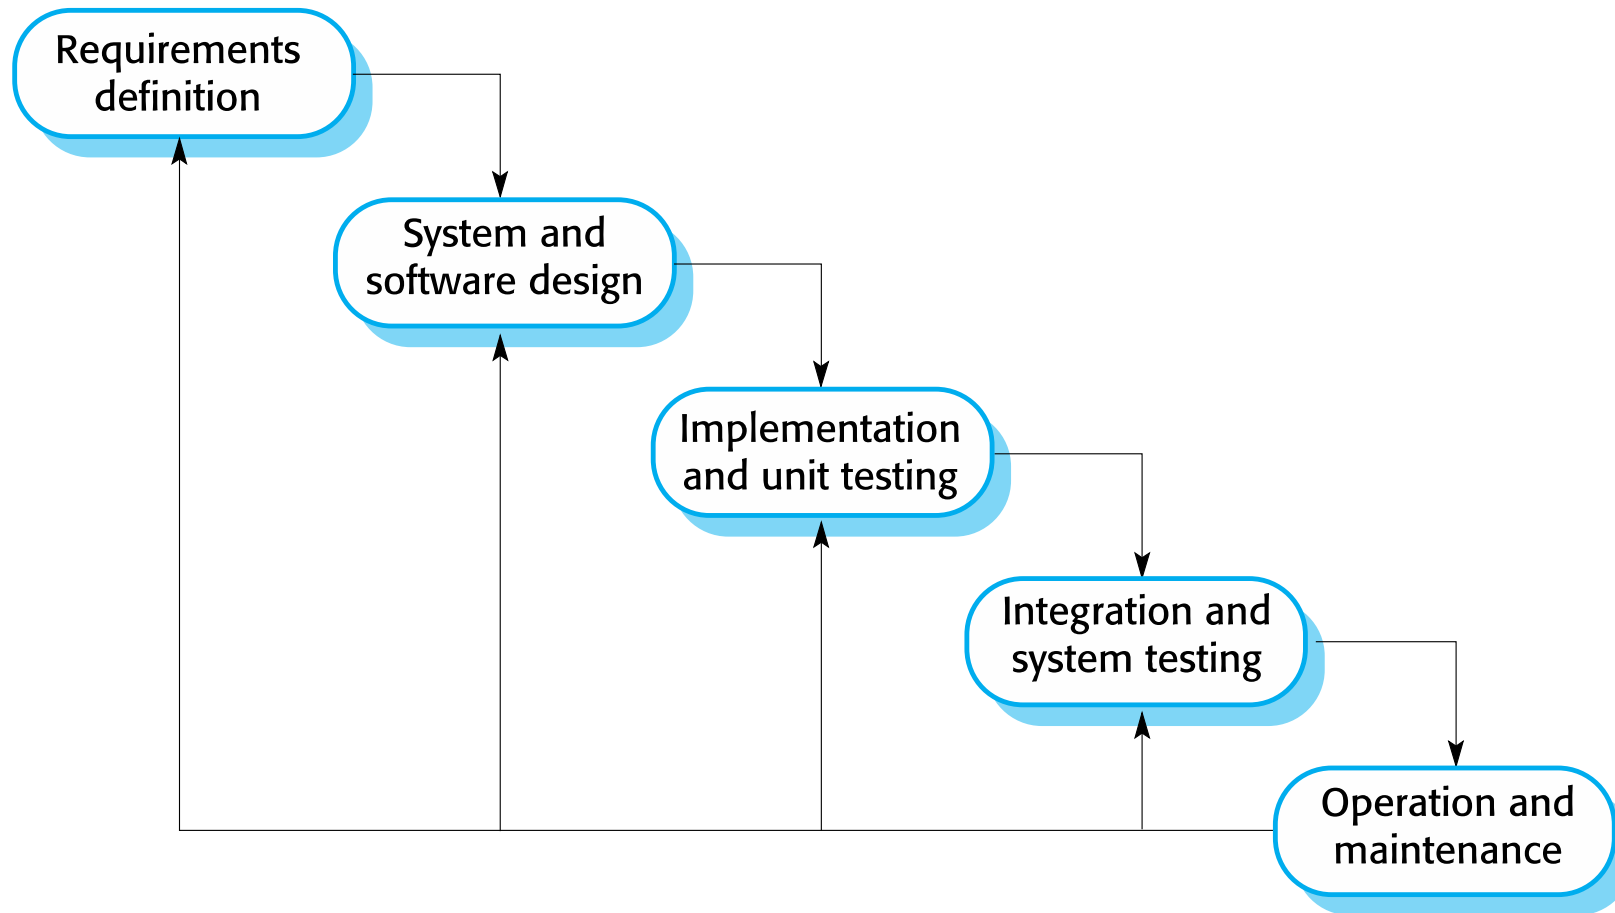 Requirements
definition
System and
software design
Implementation
and unit testing
Integration and
system testing
Operation and
maintenance